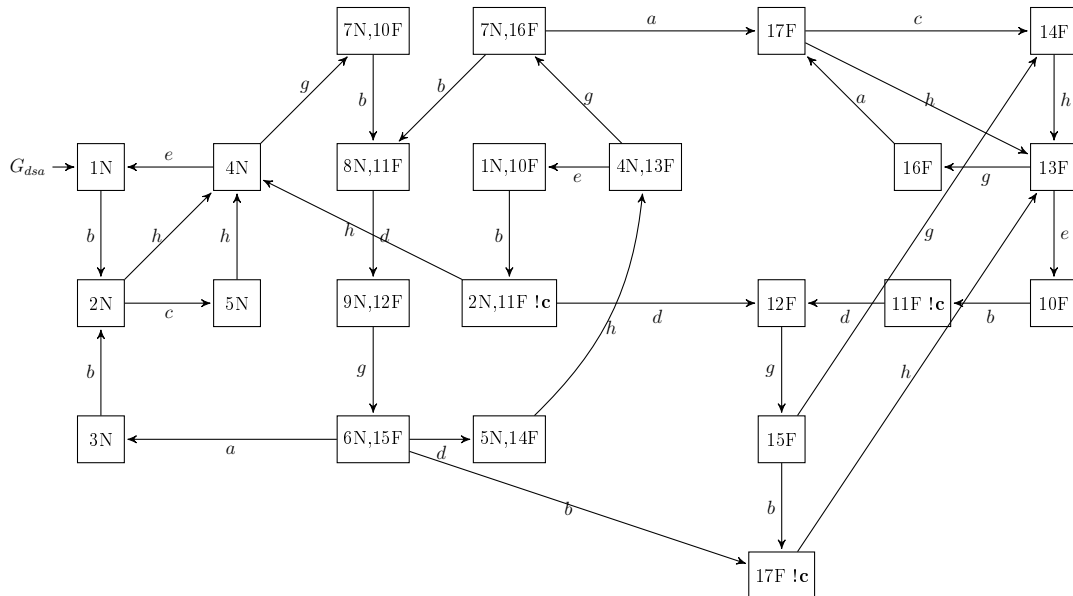 7N,10F 7N,16F a 17F c 14F
g b b g a h h
G_dsa 1N e 4N 8N,11F 1N,10F e 4N,13F 16F g 13F
b h h h d b g e
2N c 5N 9N,12F 2N,11F !c d 12F d 11F !c b 10F
h
b g g h
3N a 6N,15F d 5N,14F 15F
b b
17F !c